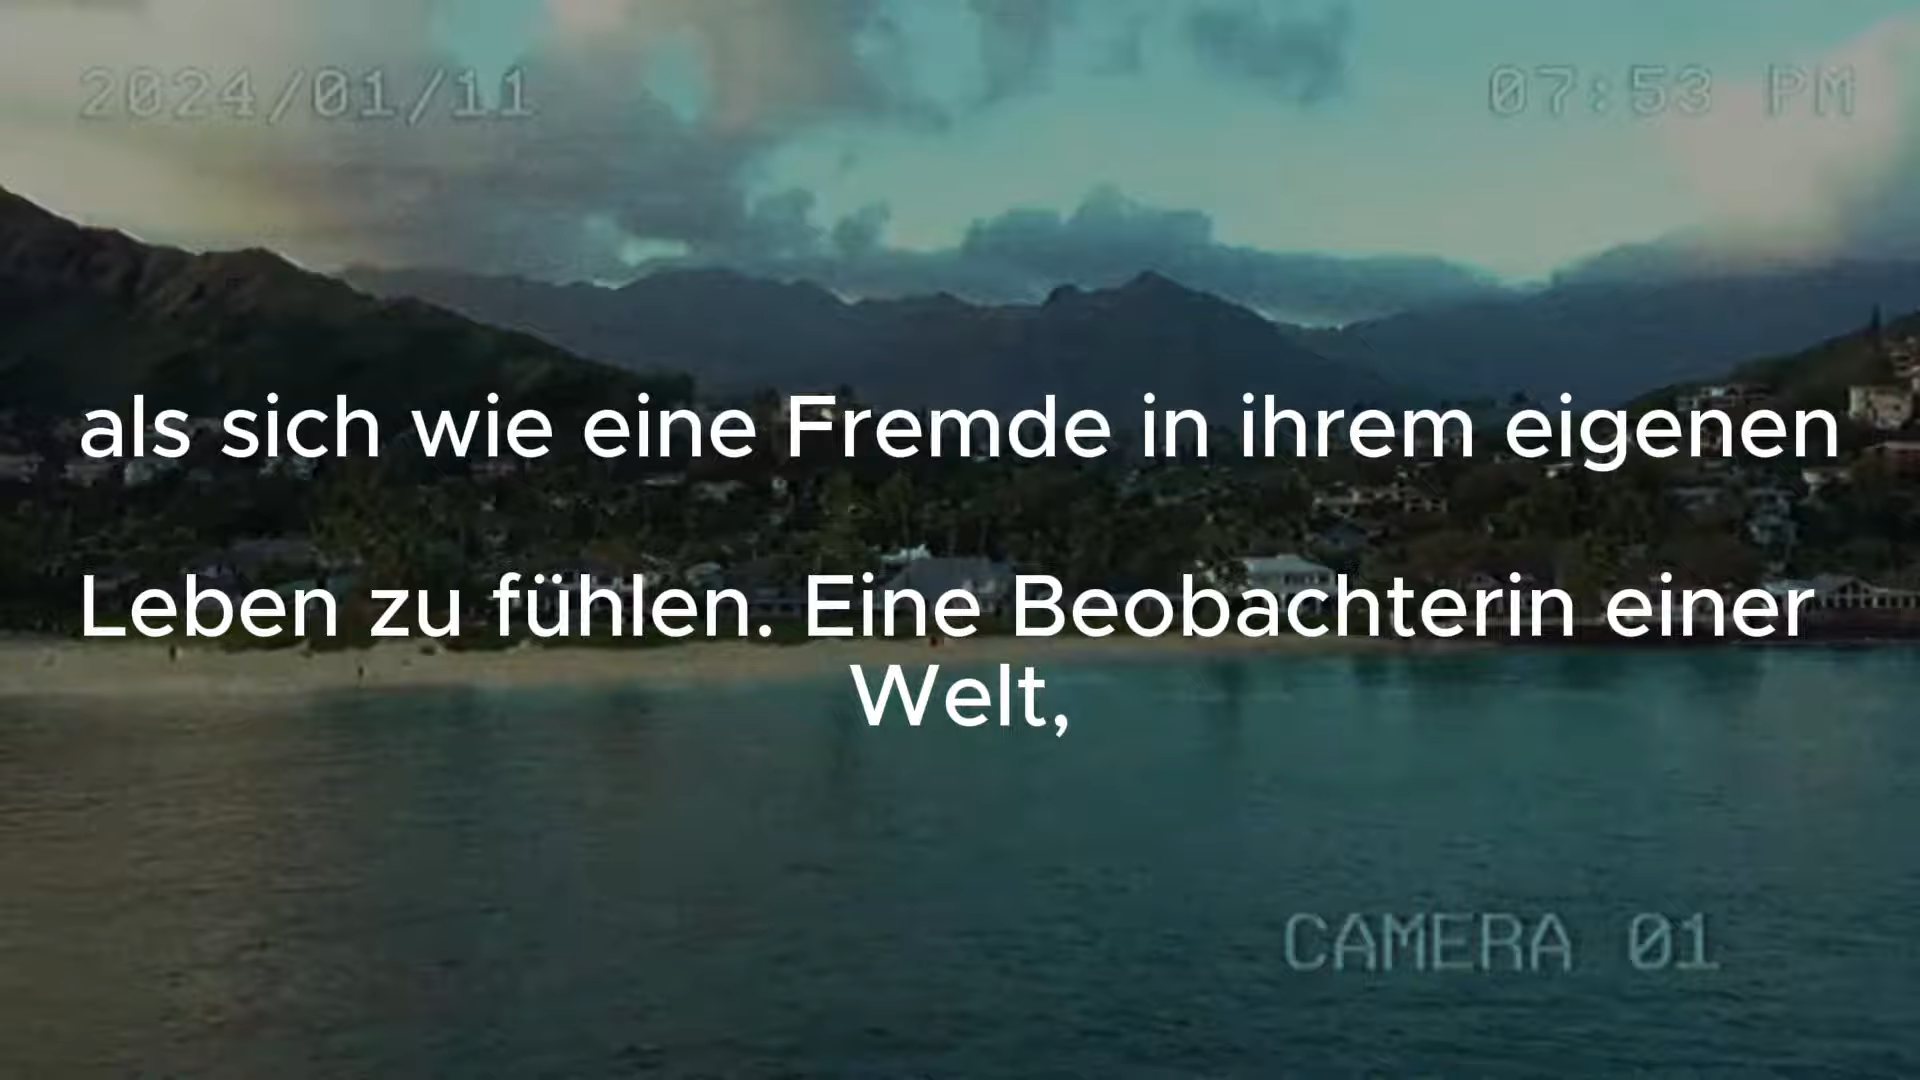 2024/01/11
07:53 PM
als sich wie eine Fremde in ihrem eigenen
Leben zu fühlen. Eine Beobachterin einer
Welt,
CAMERA 01